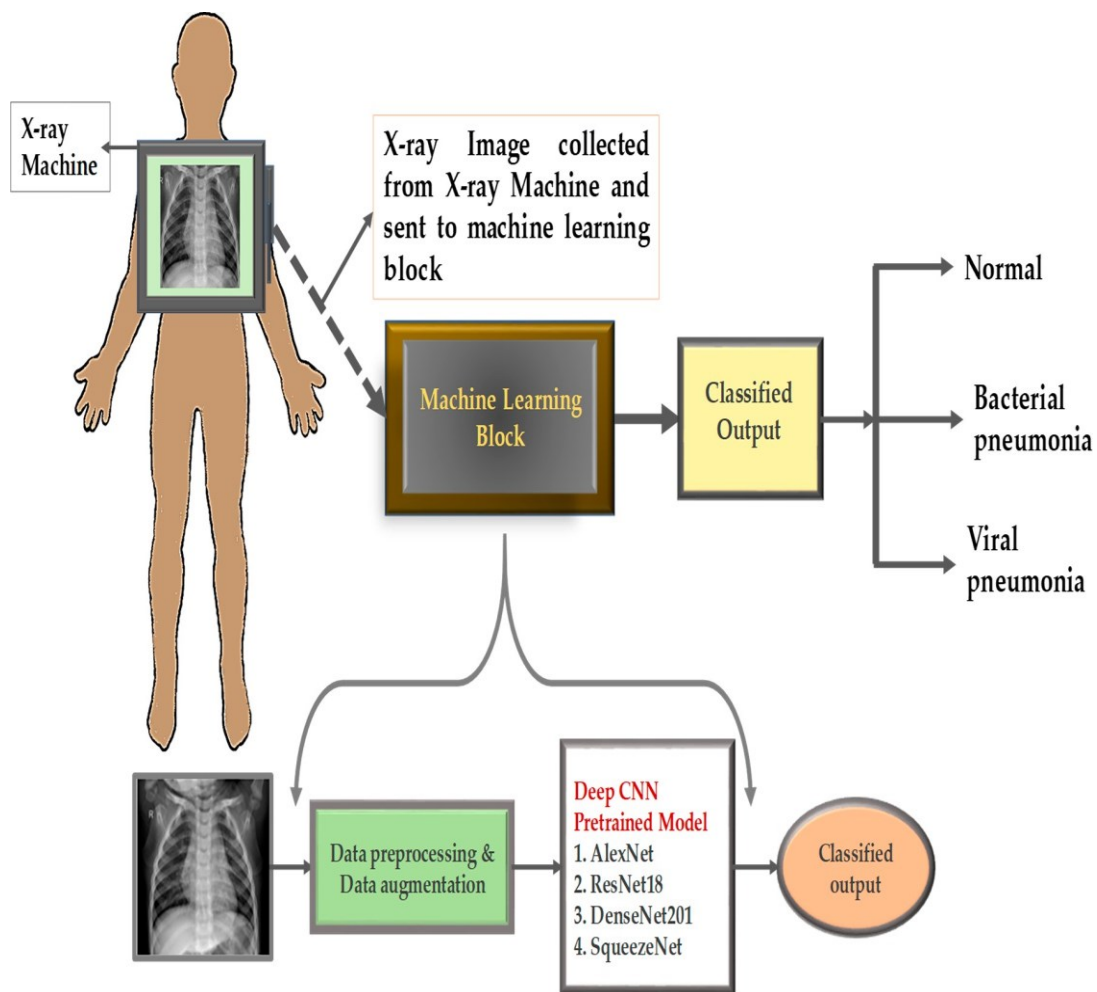 X-ray
Machine
X-ray Image collected
from X-ray Machine and
sent to machine learning
block
Machine Learning
Block
Classified
Output
Normal
Bacterial
pneumonia
Viral
pneumonia
R
Data preprocessing &
Data augmentation
Deep CNN
Pretrained Model
1. AlexNet
2. ResNet18
3. DenseNet201
4. SqueezeNet
Classified
output